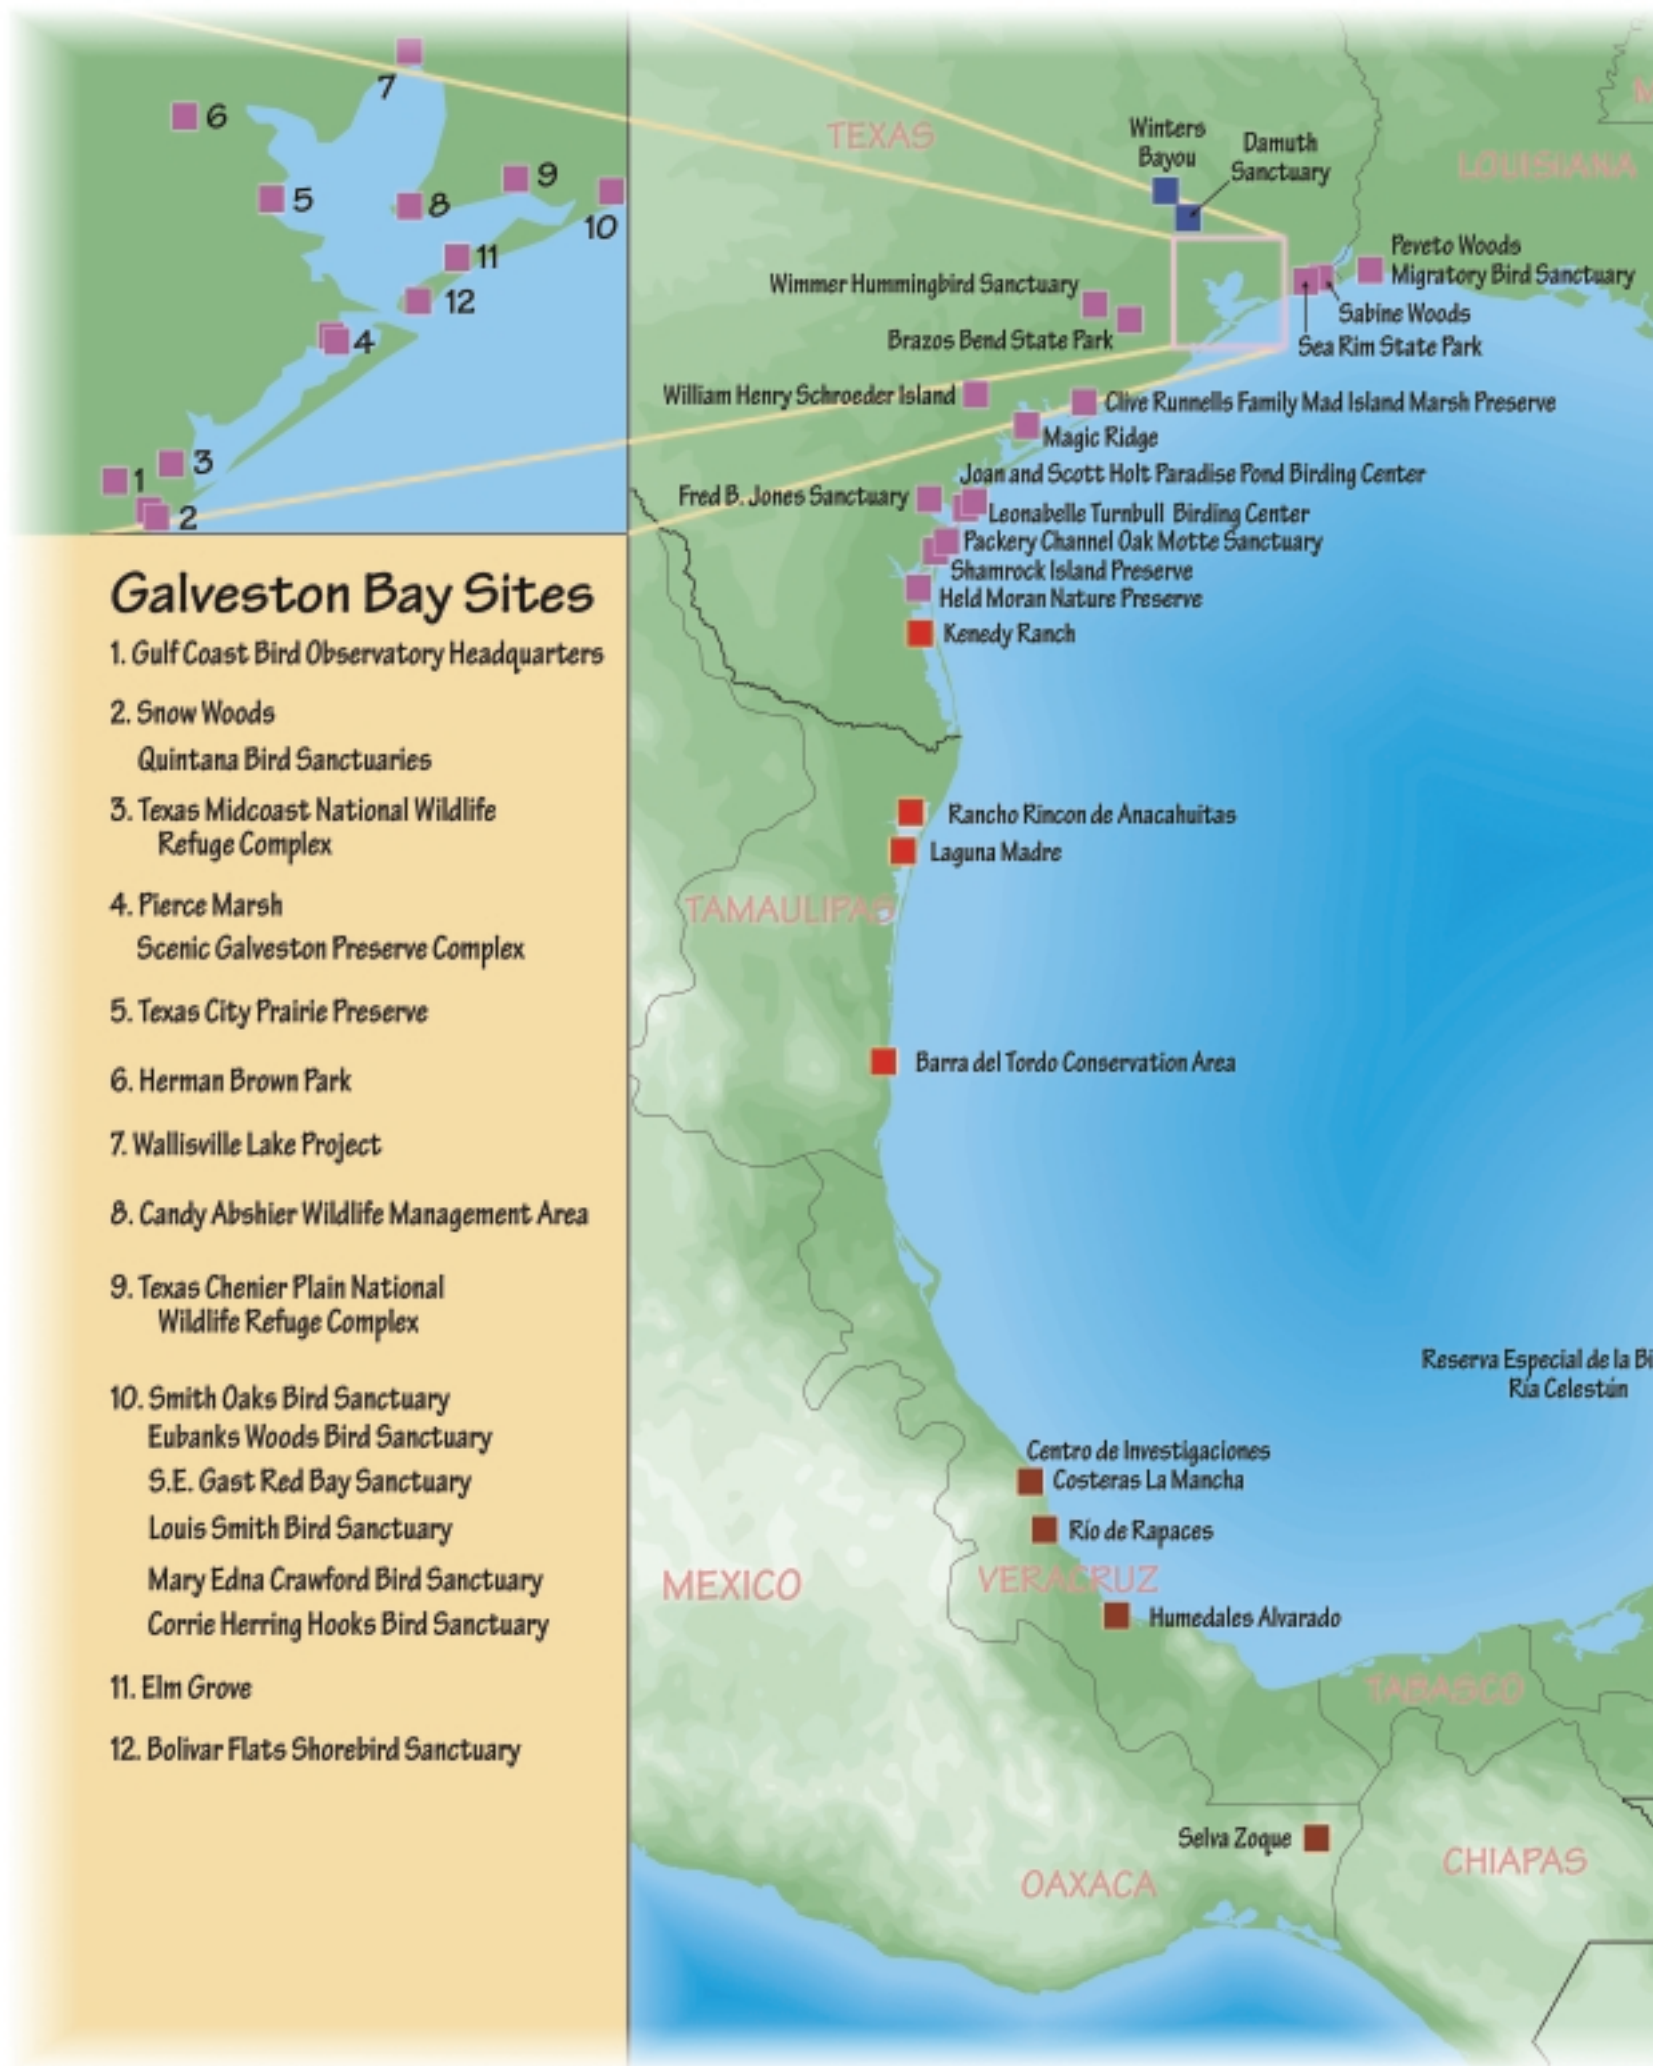 7
6
5
8
9
10
11
12
4
3
1
2
Galveston Bay Sites
1. Gulf Coast Bird Observatory Headquarters
2. Snow Woods
Quintana Bird Sanctuaries
3. Texas Midcoast National Wildlife
Refuge Complex
4. Pierce Marsh
Scenic Galveston Preserve Complex
5. Texas City Prairie Preserve
6. Herman Brown Park
7. Wallisville Lake Project
8. Candy Abshier Wildlife Management Area
9. Texas Chenier Plain National
Wildlife Refuge Complex
10. Smith Oaks Bird Sanctuary
Eubanks Woods Bird Sanctuary
S.E. Gast Red Bay Sanctuary
Louis Smith Bird Sanctuary
Mary Edna Crawford Bird Sanctuary
Corrie Herring Hooks Bird Sanctuary
11. Elm Grove
12. Bolivar Flats Shorebird Sanctuary
TEXAS
Winters
Bayou
Damuth
Sanctuary
LOUISIANA
M
Peveto Woods
Migratory Bird Sanctuary
Wimmer Hummingbird Sanctuary
Sabine Woods
Brazos Bend State Park
Sea Rim State Park
William Henry Schroeder Island
Clive Runnells Family Mad Island Marsh Preserve
Magic Ridge
Joan and Scott Holt Paradise Pond Birding Center
Fred B. Jones Sanctuary
Leonabelle Turnbull Birding Center
Packery Channel Oak Motte Sanctuary
Shamrock Island Preserve
Held Moran Nature Preserve
Kenedy Ranch
Rancho Rincon de Anacahuitas
Laguna Madre
TAMAULIPAS
Barra del Tordo Conservation Area
Reserva Especial de la Bi
Ría Celestún
Centro de Investigaciones
Costeras La Mancha
Río de Rapaces
MEXICO
VERACRUZ
Humedales Alvarado
TABASCO
Selva Zoque
CHIAPAS
OAXACA